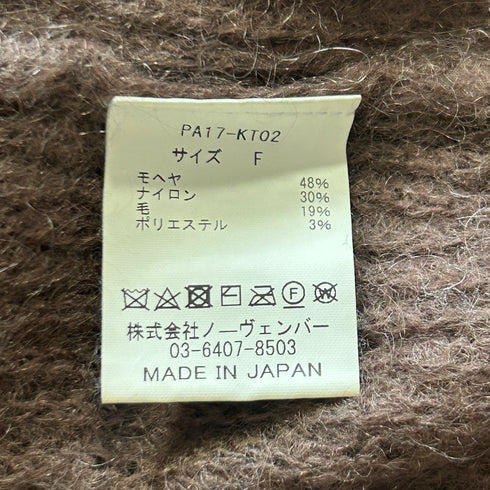 PA17-KT02
サイズ F
モヘヤ 48%
ナイロン 30%
毛 19%
ポリエステル 3%
F W
株式会社ノーヴェンバー
03-6407-8503
MADE IN JAPAN